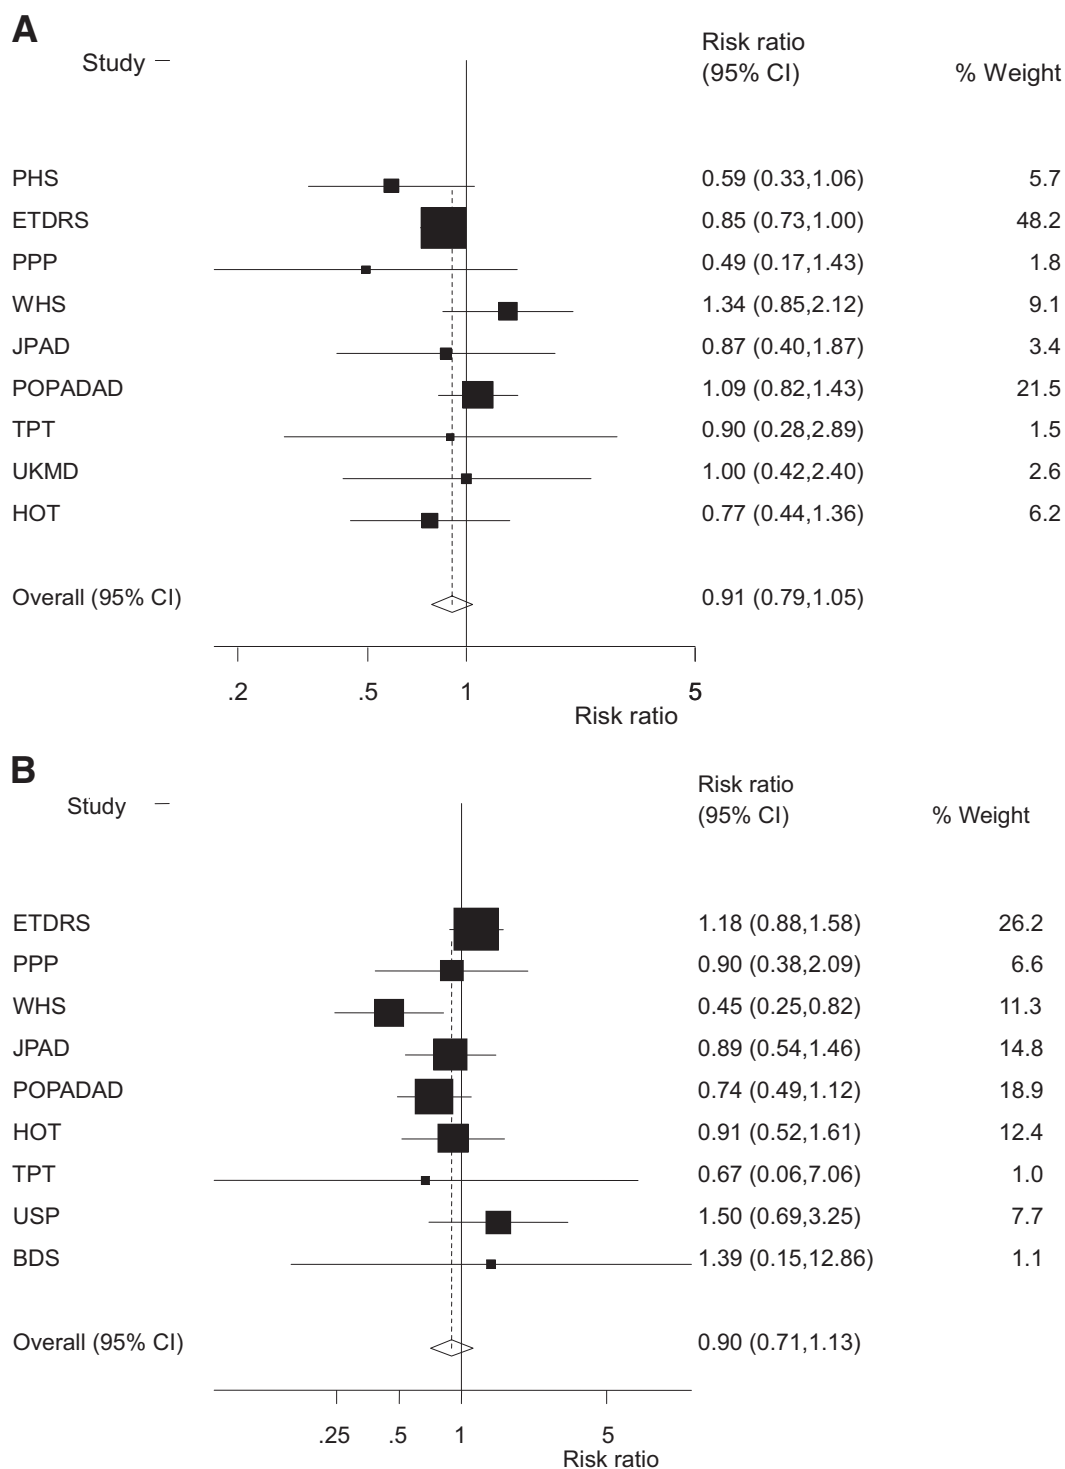 A
Study
Risk ratio
(95% CI)
% Weight
PHS 0.59 (0.33,1.06) 5.7
ETDRS 0.85 (0.73,1.00) 48.2
PPP 0.49 (0.17,1.43) 1.8
WHS 1.34 (0.85,2.12) 9.1
JPAD 0.87 (0.40,1.87) 3.4
POPADAD 1.09 (0.82,1.43) 21.5
TPT 0.90 (0.28,2.89) 1.5
UKMD 1.00 (0.42,2.40) 2.6
HOT 0.77 (0.44,1.36) 6.2
Overall (95% CI) 0.91 (0.79,1.05)
.2 .5 1 5
Risk ratio
B
Study
Risk ratio
(95% CI)
% Weight
ETDRS 1.18 (0.88,1.58) 26.2
PPP 0.90 (0.38,2.09) 6.6
WHS 0.45 (0.25,0.82) 11.3
JPAD 0.89 (0.54,1.46) 14.8
POPADAD 0.74 (0.49,1.12) 18.9
HOT 0.91 (0.52,1.61) 12.4
TPT 0.67 (0.06,7.06) 1.0
USP 1.50 (0.69,3.25) 7.7
BDS 1.39 (0.15,12.86) 1.1
Overall (95% CI) 0.90 (0.71,1.13)
.25 .5 1 5
Risk ratio